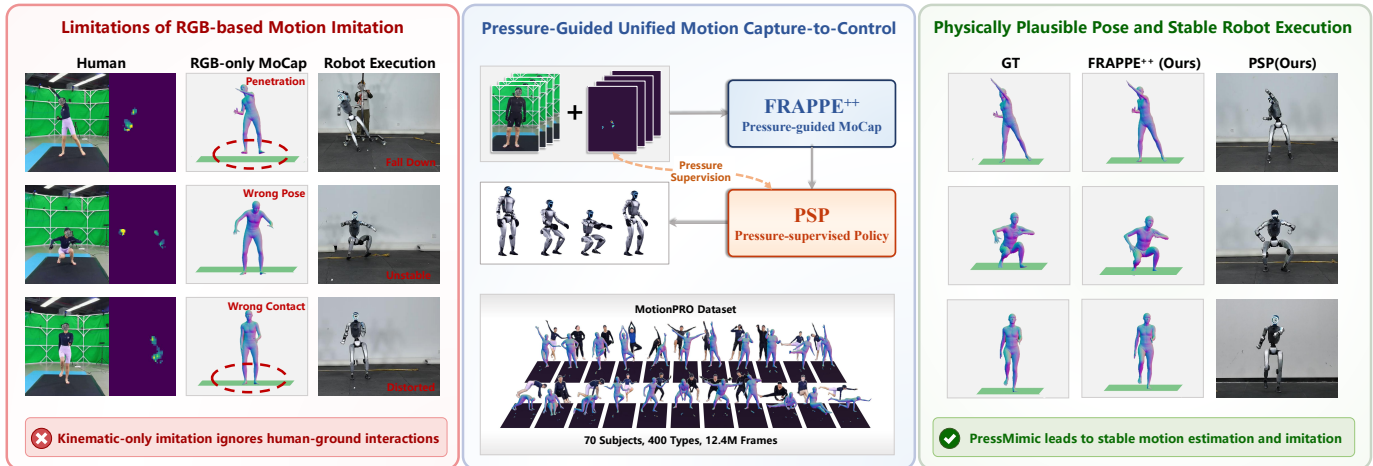 Limitations of RGB-based Motion Imitation
Human
RGB-only MoCap
Robot Execution
Penetration
Fall Down
Wrong Pose
Unstable
Wrong Contact
Distorted
Kinematic-only imitation ignores human-ground interactions
Pressure-Guided Unified Motion Capture-to-Control
+
FRAPPE++
Pressure-guided MoCap
Pressure
Supervision
PSP
Pressure-supervised Policy
MotionPRO Dataset
70 Subjects, 400 Types, 12.4M Frames
Physically Plausible Pose and Stable Robot Execution
GT
FRAPPE++ (Ours)
PSP(Ours)
PressMimic leads to stable motion estimation and imitation